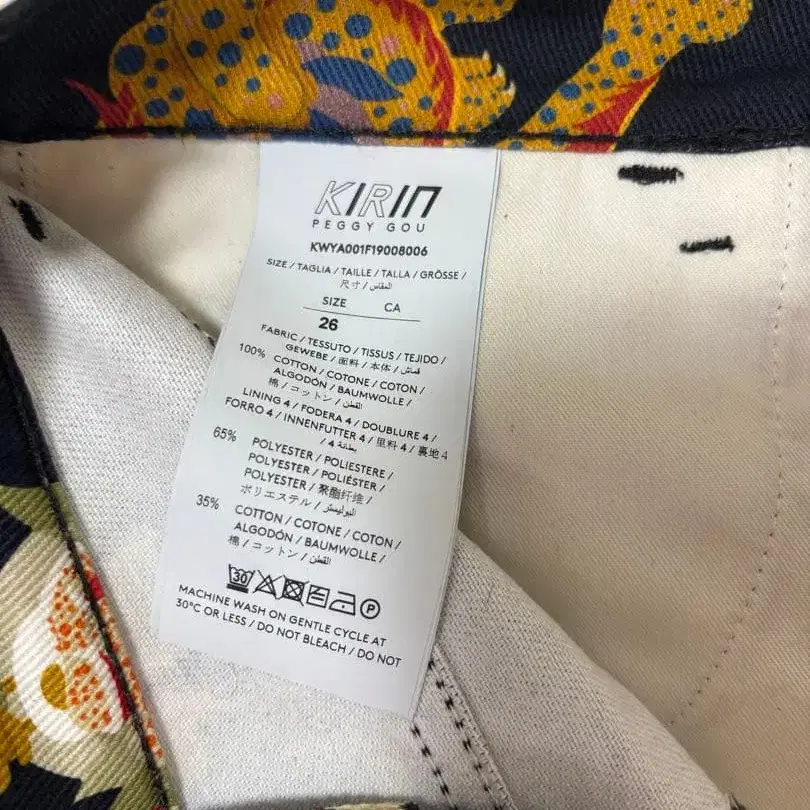 KIRIN
PEGGY GOU
KWYA001F19008006
SIZE / TAGLIA / TAILLE / TALLA / GRÖSSE /
尺寸 / المقاس
SIZE CA
26
FABRIC / TESSUTO / TISSUS / TEJIDO /
GEWEBE / 面料 / 本体 / قماش
100% COTTON / COTONE / COTON /
ALGODÓN / BAUMWOLLE /
棉 / コットン / القطن
LINING 4 / FODERA 4 / DOUBLURE 4 /
FORRO 4 / INNENFUTTER 4 / 里料 4 / 裏地 4
/ بطانة 4
65% POLYESTER / POLIESTERE /
POLYESTER / POLIÉSTER /
POLYESTER / 聚酯纤维 /
ポリエステル / البوليستر
35% COTTON / COTONE / COTON /
ALGODÓN / BAUMWOLLE /
棉 / コットン / القطن
30 P
MACHINE WASH ON GENTLE CYCLE AT
30°C OR LESS / DO NOT BLEACH / DO NOT